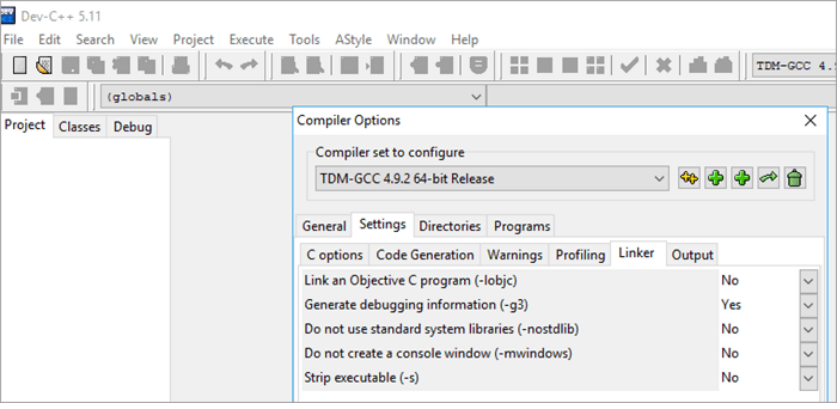 Dev-C++ 5.11
File Edit Search View Project Execute Tools AStyle Window Help
TDM-GCC 4.
(globals)
Project Classes Debug
Compiler Options
Compiler set to configure
TDM-GCC 4.9.2 64-bit Release
General Settings Directories Programs
C options Code Generation Warnings Profiling Linker Output
Link an Objective C program (-lobjc) No
Generate debugging information (-g3) Yes
Do not use standard system libraries (-nostdlib) No
Do not create a console window (-mwindows) No
Strip executable (-s) No